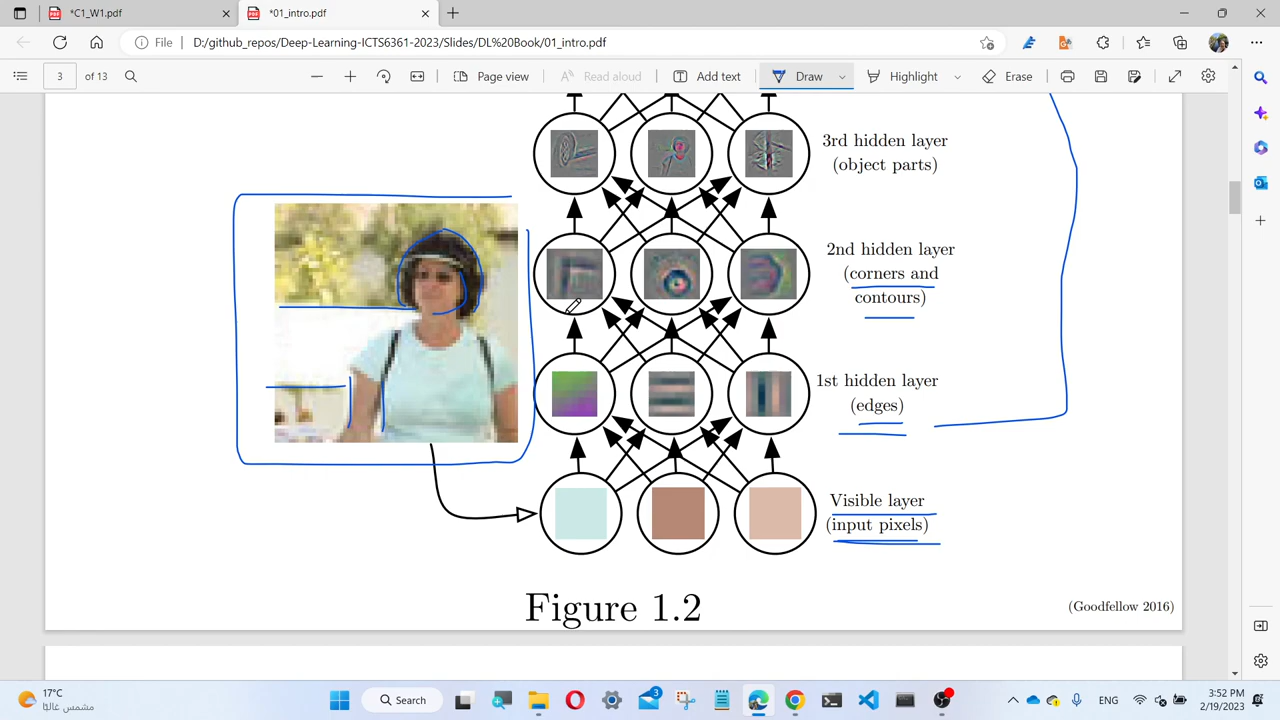 *C1_W1.pdf
*01_intro.pdf
File
D:/github_repos/Deep-Learning-ICTS6361-2023/Slides/DL%20Book/01_intro.pdf
3
of 13
Page view
Read aloud
Add text
Draw
Highlight
Erase
3rd hidden layer
(object parts)
2nd hidden layer
(corners and
contours)
1st hidden layer
(edges)
Visible layer
(input pixels)
Figure 1.2
(Goodfellow 2016)
17°C
مشمس غالبًا
Search
3
ENG
3:52 PM
2/19/2023